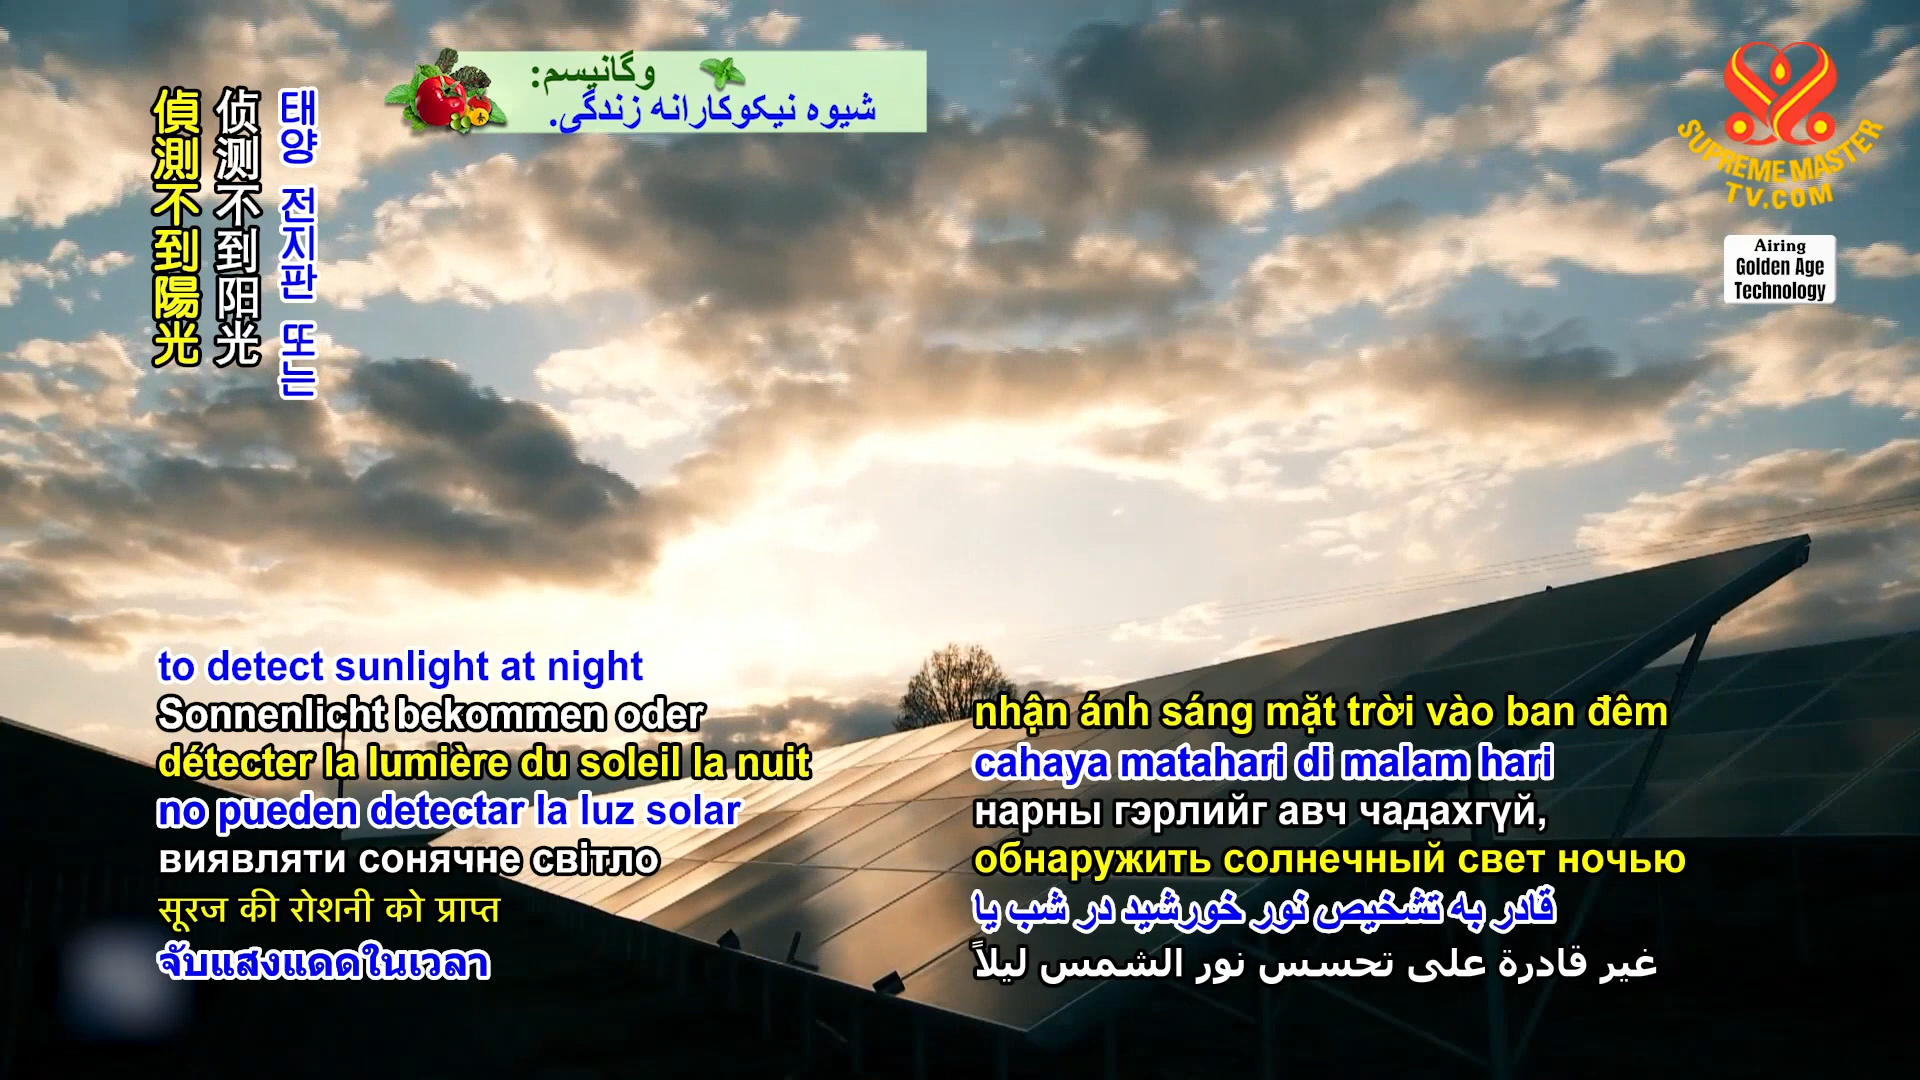 偵測不到陽光
侦测不到阳光
태양 전지판 또는
وگانیسم:
شیوه نیکوکارانه زندگی.
SUPREME MASTER
TV.COM
Airing
Golden Age
Technology
to detect sunlight at night
Sonnenlicht bekommen oder
détecter la lumière du soleil la nuit
no pueden detectar la luz solar
виявляти сонячне світло
सूरज की रोशनी को प्राप्त
จับแสงแดดในเวลา
nhận ánh sáng mặt trời vào ban đêm
cahaya matahari di malam hari
нарны гэрлийг авч чадахгүй,
обнаружить солнечный свет ночью
قادر به تشخیص نور خورشید در شب یا
غير قادرة على تحسس نور الشمس ليلاً